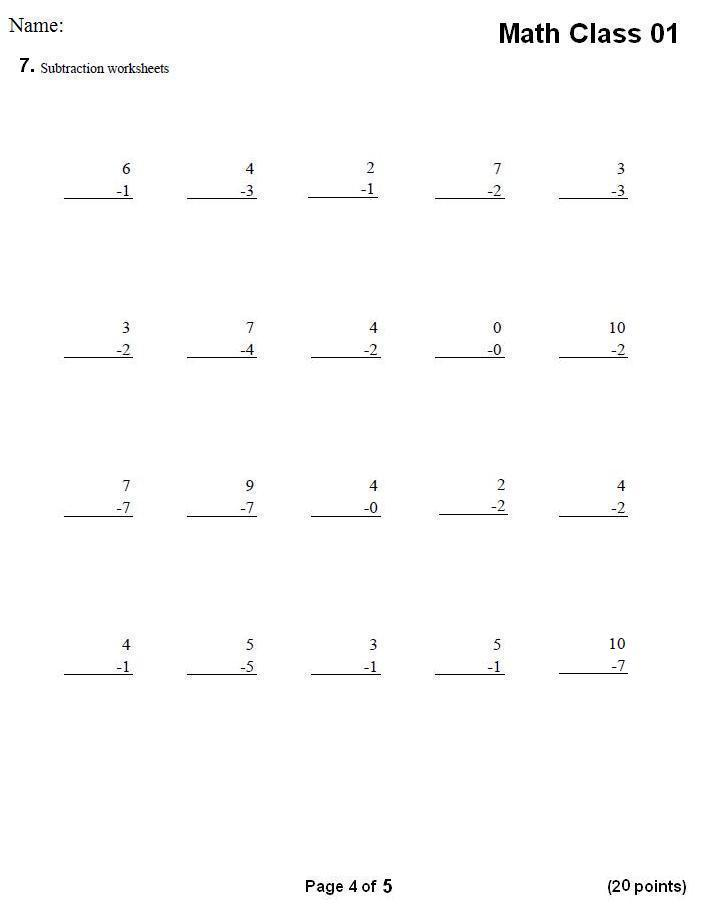 Name:
Math Class 01
7. Subtraction worksheets
6 4 2 7 3
-1 -3 -1 -2 -3
3 7 4 0 10
-2 -4 -2 -0 -2
7 9 4 2 4
-7 -7 -0 -2 -2
4 5 3 5 10
-1 -5 -1 -1 -7
Page 4 of 5 (20 points)